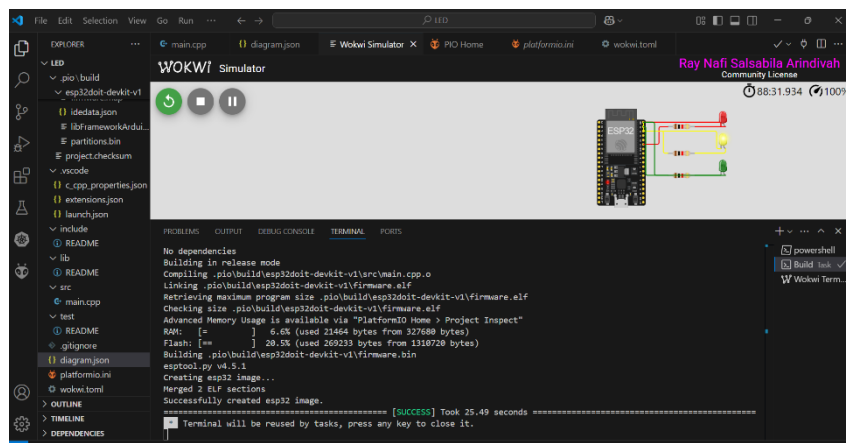 File Edit Selection View Go Run ···
LED
EXPLORER
LED
.pio\build
esp32doit-devkit-v1
idedata.json
libFrameworkArdui...
partitions.bin
project.checksum
.vscode
c_cpp_properties.json
extensions.json
launch.json
include
README
lib
README
src
main.cpp
test
README
.gitignore
diagram.json
platformio.ini
wokwi.toml
OUTLINE
TIMELINE
DEPENDENCIES
main.cpp
diagram.json
Wokwi Simulator
PIO Home
platformio.ini
wokwi.toml
WOKWI Simulator
Ray Nafi Salsabila Arindivah
Community License
88:31.934 100%
ESP32
PROBLEMS OUTPUT DEBUG CONSOLE TERMINAL PORTS
No dependencies
Building in release mode
Compiling .pio\build\esp32doit-devkit-v1\src\main.cpp.o
Linking .pio\build\esp32doit-devkit-v1\firmware.elf
Retrieving maximum program size .pio\build\esp32doit-devkit-v1\firmware.elf
Checking size .pio\build\esp32doit-devkit-v1\firmware.elf
Advanced Memory Usage is available via "PlatformIO Home > Project Inspect"
RAM: [= ] 6.6% (used 21464 bytes from 327680 bytes)
Flash: [== ] 20.5% (used 269233 bytes from 1310720 bytes)
Building .pio\build\esp32doit-devkit-v1\firmware.bin
esptool.py v4.5.1
Creating esp32 image...
Merged 2 ELF sections
Successfully created esp32 image.
[SUCCESS] Took 25.49 seconds
* Terminal will be reused by tasks, press any key to close it.
powershell
Build Task
Wokwi Term...